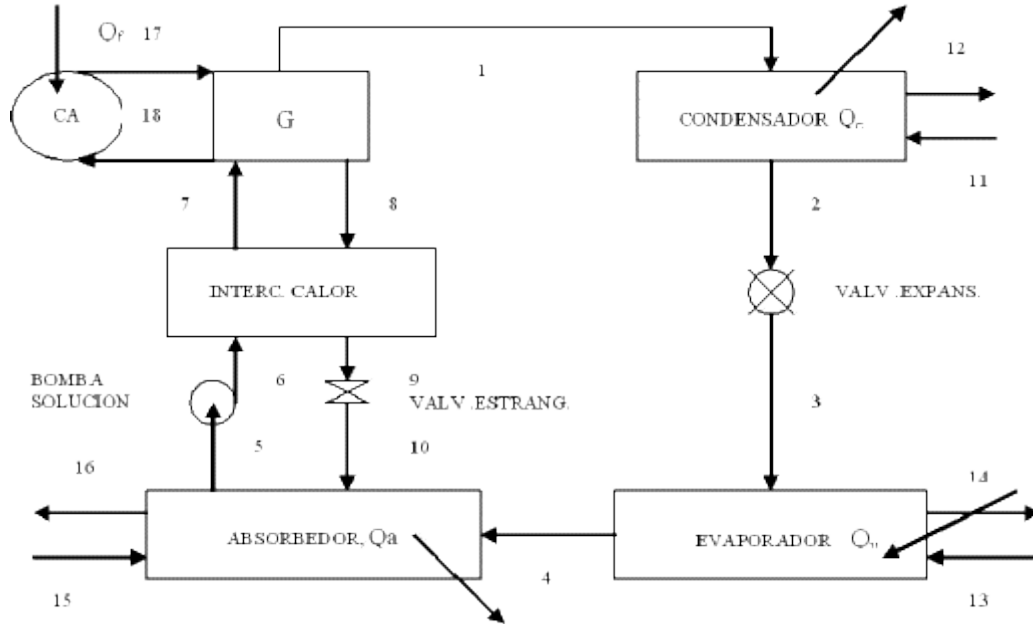 Qf 17
12
1
CA
18
G
CONDENSADOR Qc
11
7
8
2
INTERC. CALOR
VALV .EXPANS.
BOMBA
SOLUCION
6
9
VALV .ESTRANG.
3
5
10
16
14
ABSORBEDOR, Qa
EVAPORADOR
4
15
13